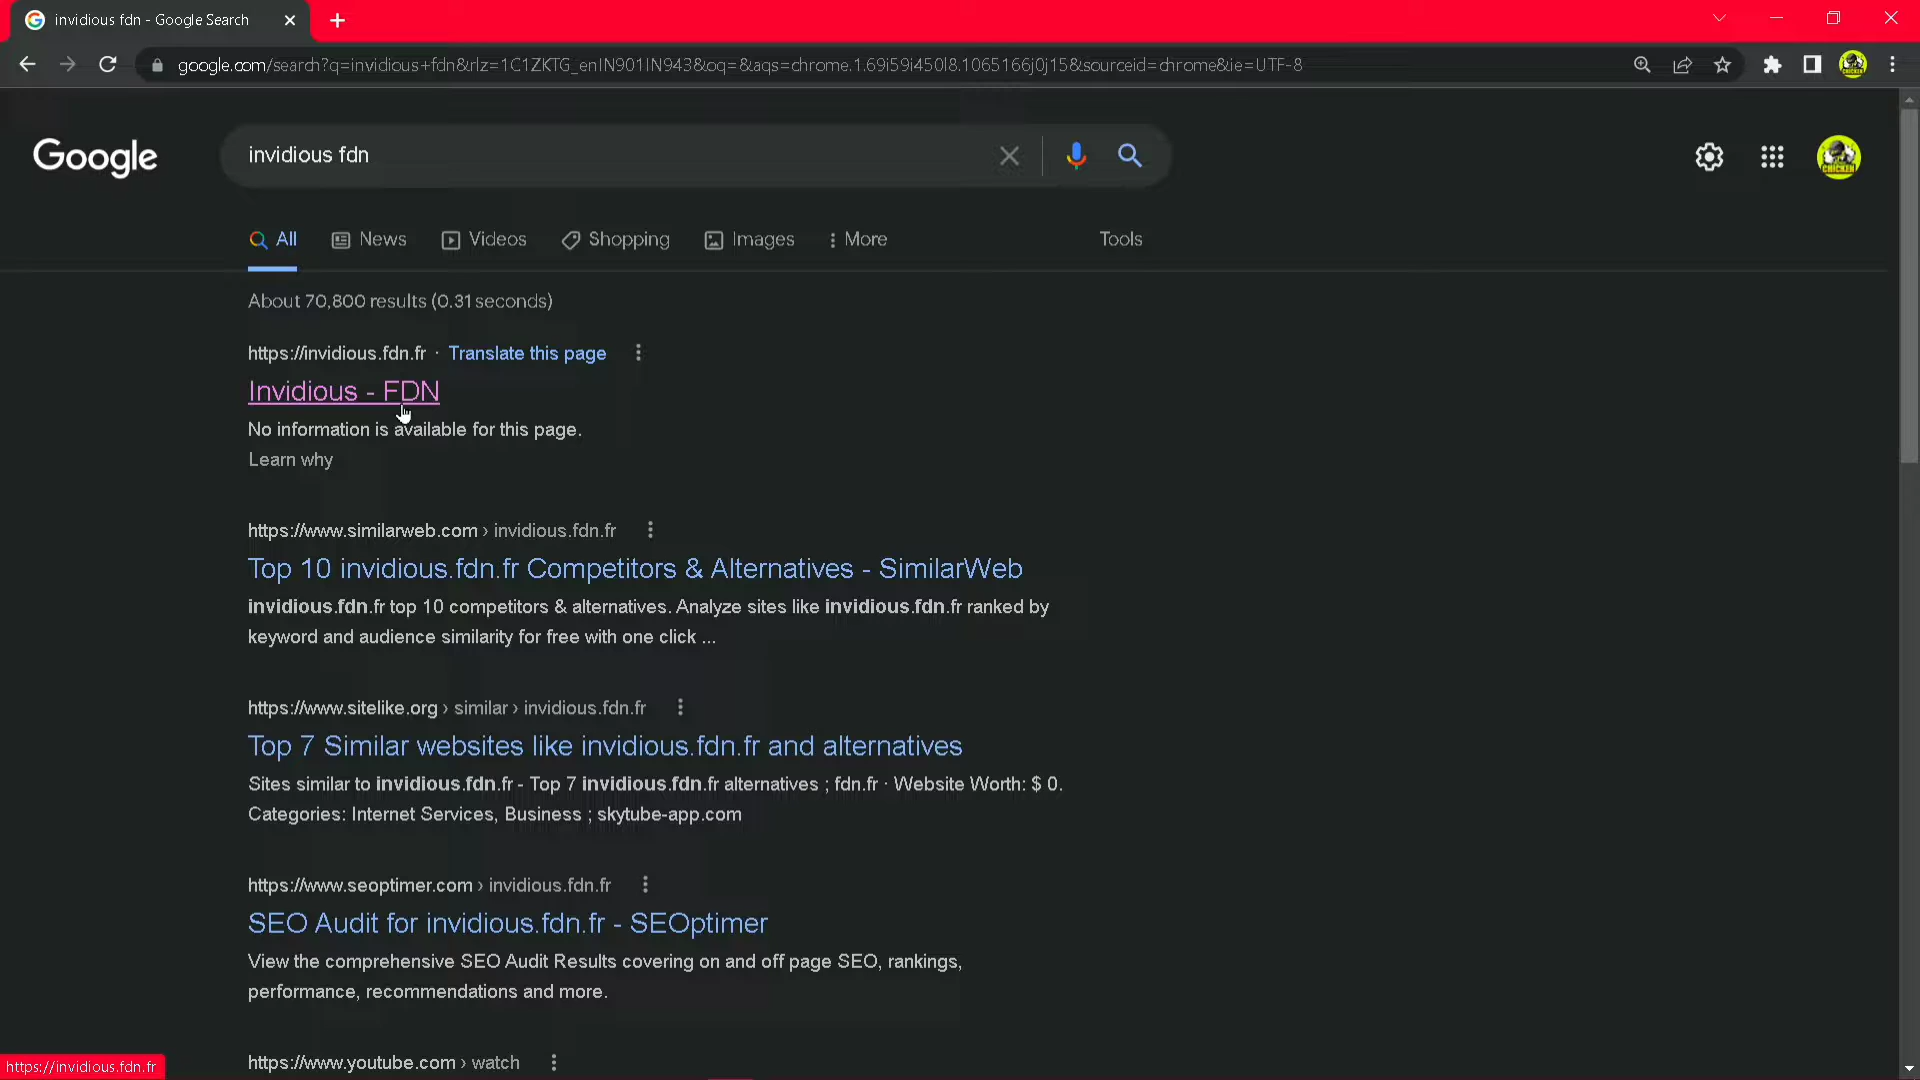 invidious fdn - Google Search
google.com/search?q=invidious+fdn&rlz=1C1ZKTG_enIN901IN943&oq=&aqs=chrome.1.69i59i450l8.1065166j0j15&sourceid=chrome&ie=UTF-8
Google
invidious fdn
All News Videos Shopping Images More Tools
About 70,800 results (0.31 seconds)
https://invidious.fdn.fr · Translate this page
Invidious - FDN
No information is available for this page.
Learn why
https://www.similarweb.com › invidious.fdn.fr
Top 10 invidious.fdn.fr Competitors & Alternatives - SimilarWeb
invidious.fdn.fr top 10 competitors & alternatives. Analyze sites like invidious.fdn.fr ranked by
keyword and audience similarity for free with one click ...
https://www.sitelike.org › similar › invidious.fdn.fr
Top 7 Similar websites like invidious.fdn.fr and alternatives
Sites similar to invidious.fdn.fr - Top 7 invidious.fdn.fr alternatives ; fdn.fr · Website Worth: $ 0.
Categories: Internet Services, Business ; skytube-app.com
https://www.seoptimer.com › invidious.fdn.fr
SEO Audit for invidious.fdn.fr - SEOptimer
View the comprehensive SEO Audit Results covering on and off page SEO, rankings,
performance, recommendations and more.
https://www.youtube.com › watch
https://invidious.fdn.fr
CHICKEN